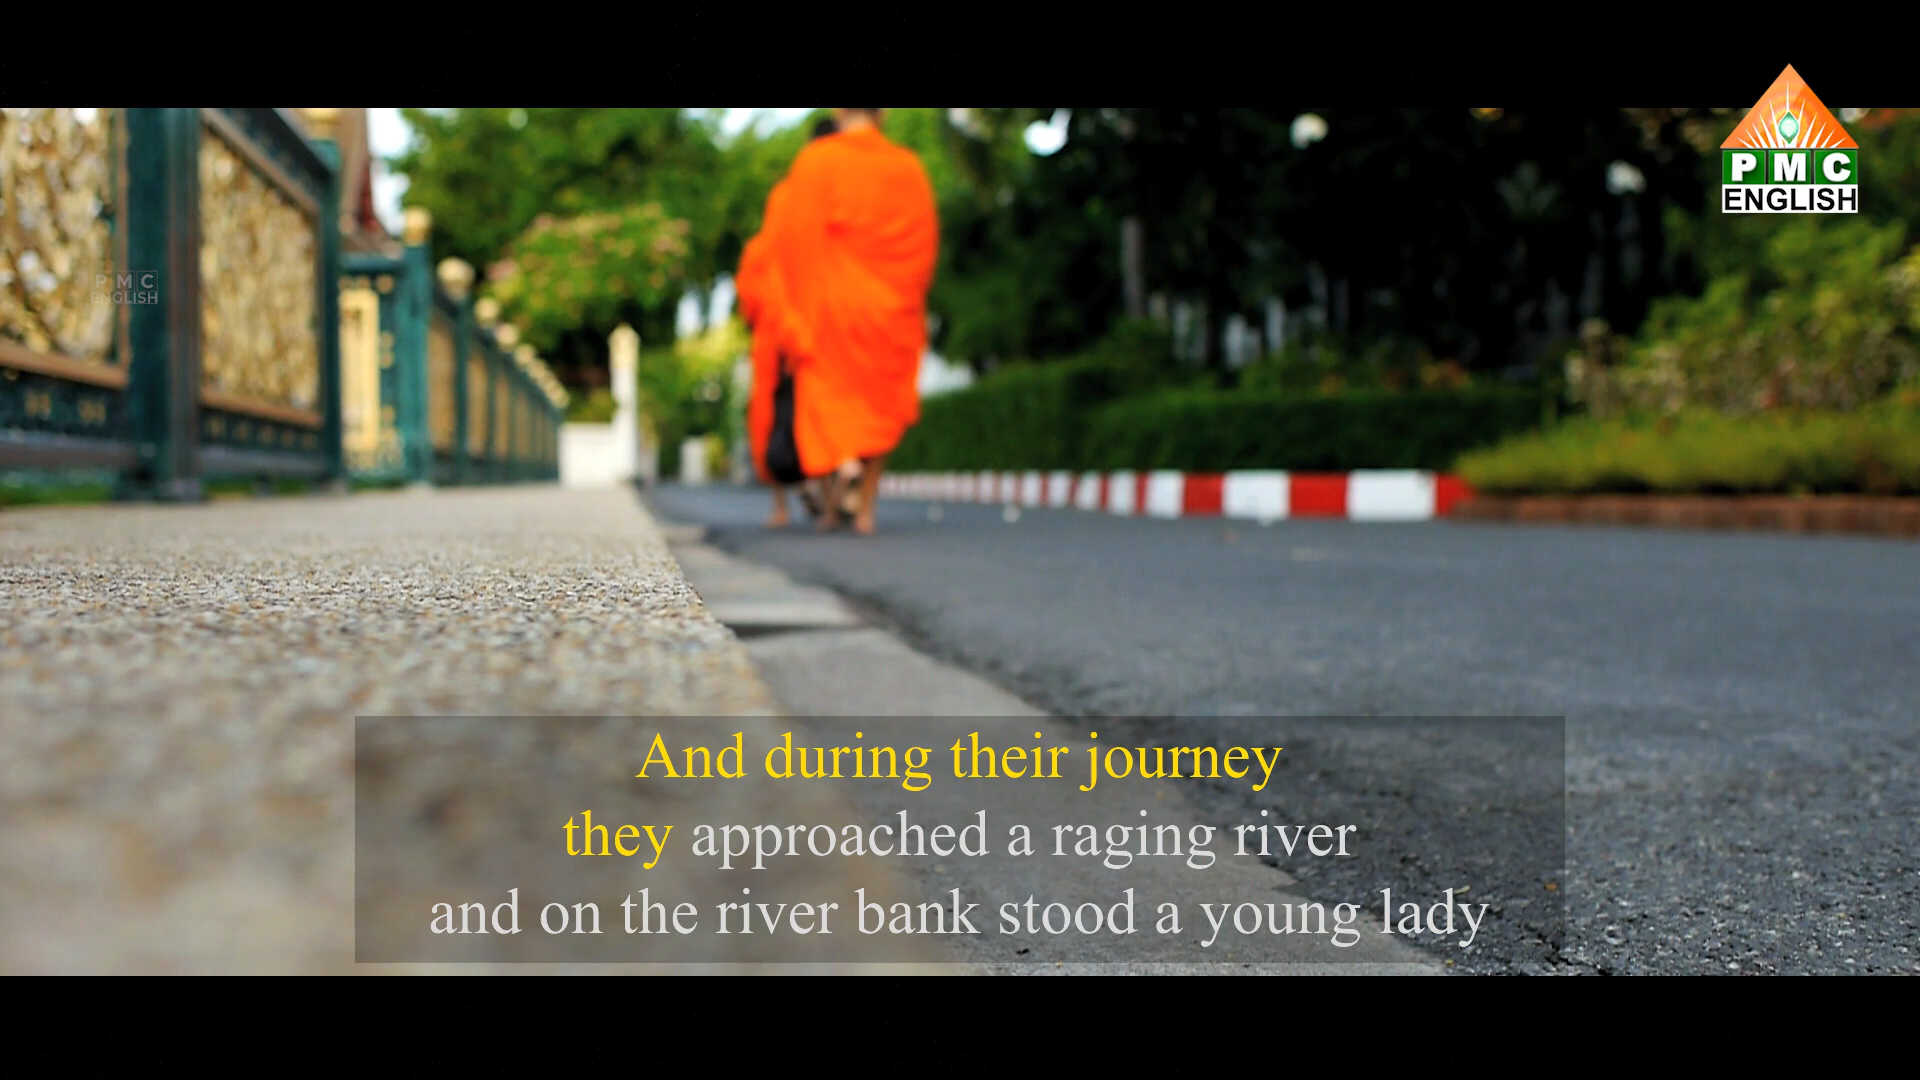 PMC
ENGLISH
PMC
ENGLISH
And during their journey
they approached a raging river
and on the river bank stood a young lady